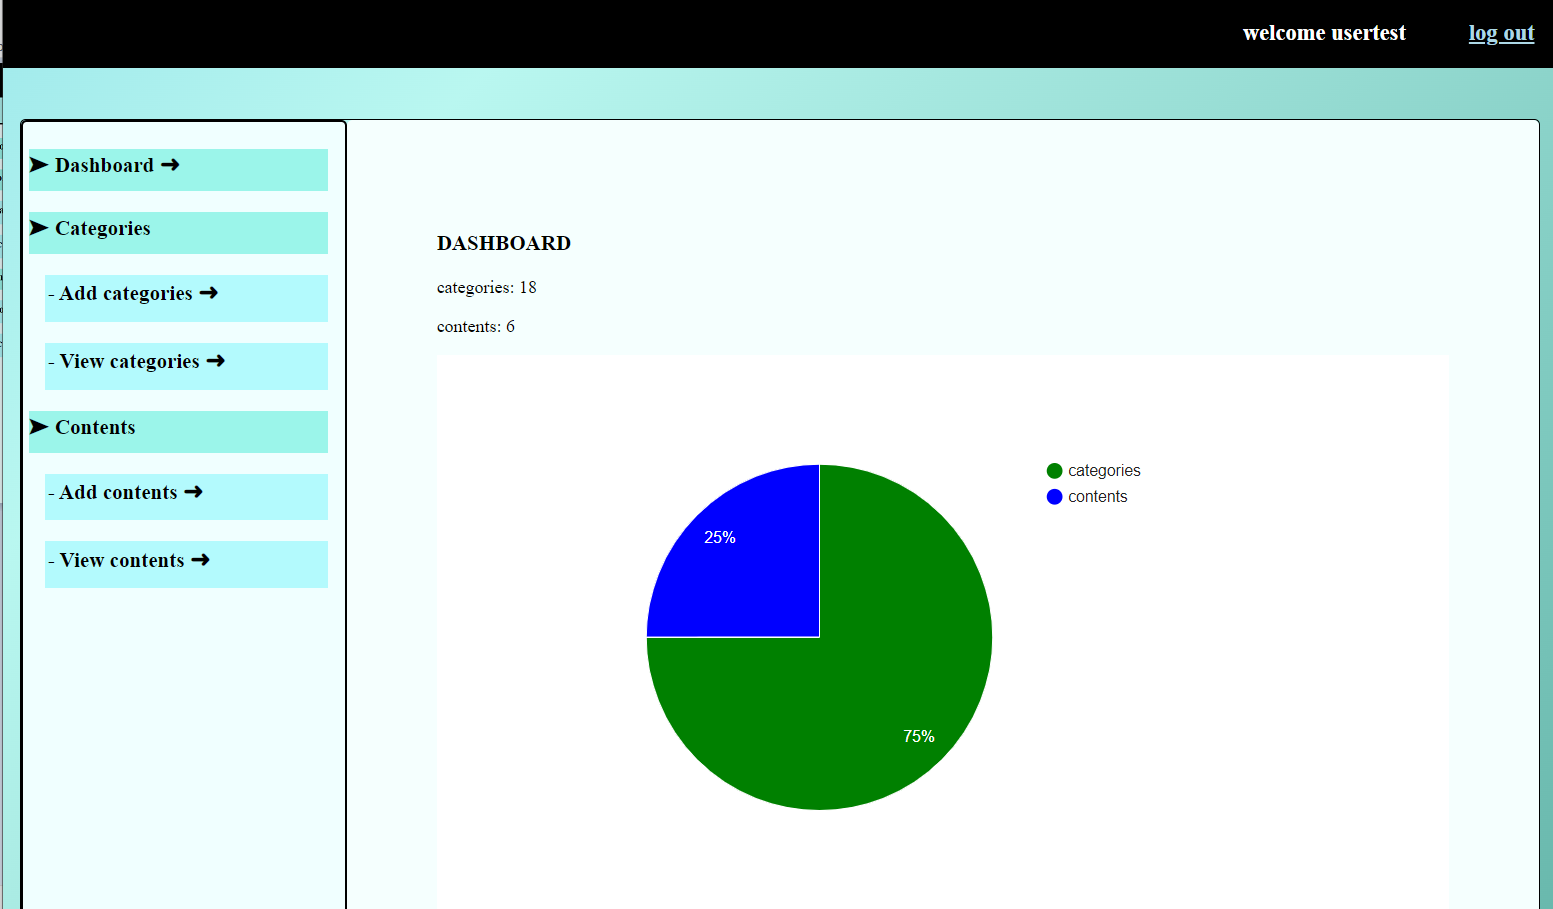 welcome usertest log out
➤ Dashboard ➜
➤ Categories
- Add categories ➜
- View categories ➜
➤ Contents
- Add contents ➜
- View contents ➜
DASHBOARD
categories: 18
contents: 6
categories
contents
25%
75%